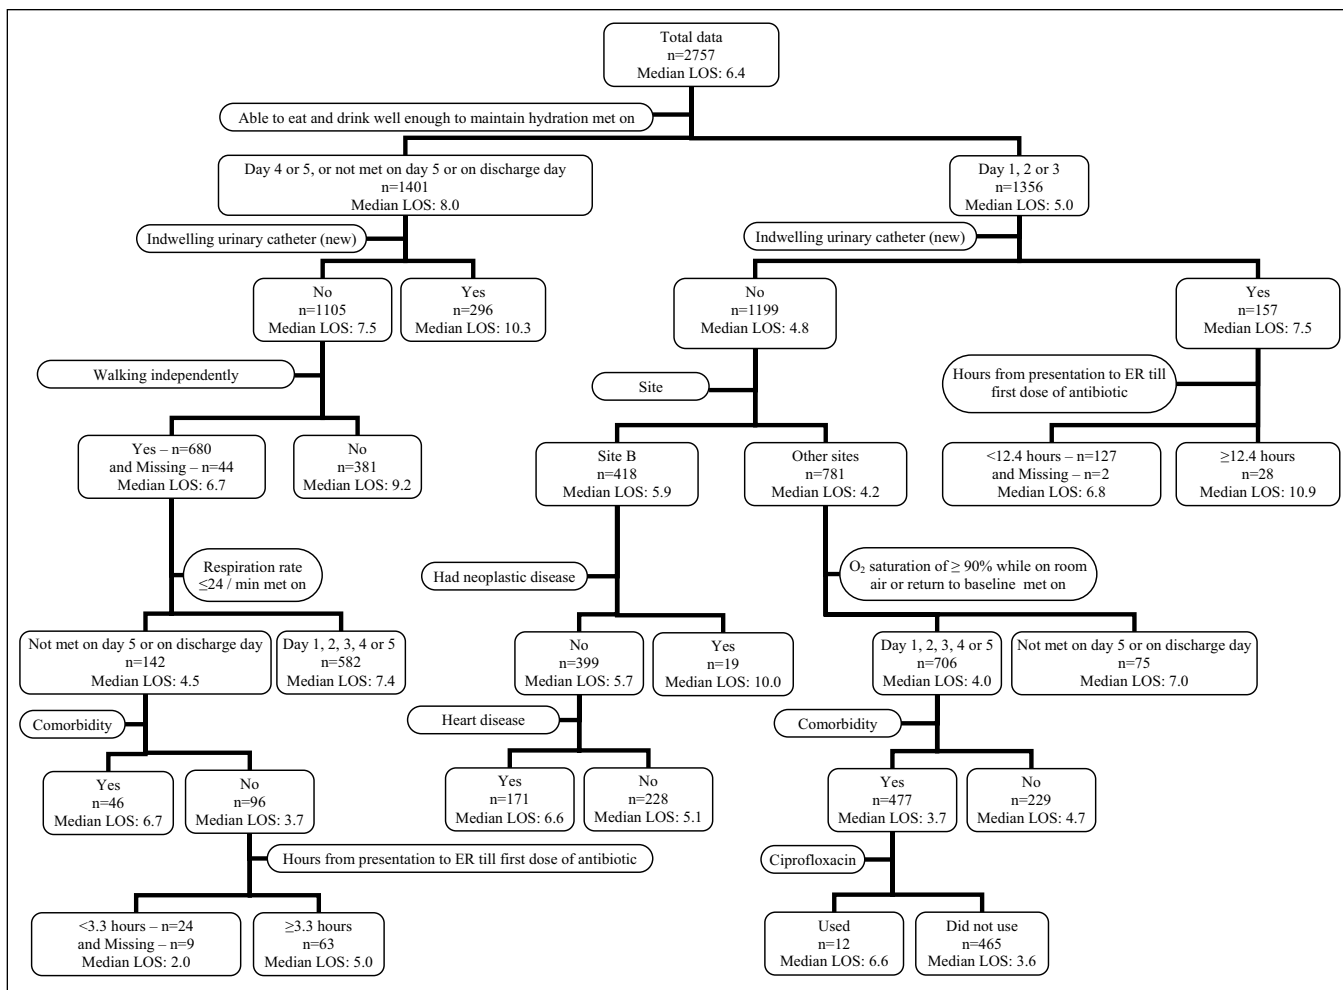 Total data
n=2757
Median LOS: 6.4
Able to eat and drink well enough to maintain hydration met on
Day 4 or 5, or not met on day 5 or on discharge day
n=1401
Median LOS: 8.0
Day 1, 2 or 3
n=1356
Median LOS: 5.0
Indwelling urinary catheter (new)
Indwelling urinary catheter (new)
No
n=1105
Median LOS: 7.5
Yes
n=296
Median LOS: 10.3
No
n=1199
Median LOS: 4.8
Yes
n=157
Median LOS: 7.5
Walking independently
Site
Hours from presentation to ER till
first dose of antibiotic
Yes – n=680
and Missing – n=44
Median LOS: 6.7
No
n=381
Median LOS: 9.2
Site B
n=418
Median LOS: 5.9
Other sites
n=781
Median LOS: 4.2
<12.4 hours – n=127
and Missing – n=2
Median LOS: 6.8
≥12.4 hours
n=28
Median LOS: 10.9
Respiration rate
≤24 / min met on
Had neoplastic disease
O₂ saturation of ≥ 90% while on room
air or return to baseline met on
Not met on day 5 or on discharge day
n=142
Median LOS: 4.5
Day 1, 2, 3, 4 or 5
n=582
Median LOS: 7.4
No
n=399
Median LOS: 5.7
Yes
n=19
Median LOS: 10.0
Day 1, 2, 3, 4 or 5
n=706
Median LOS: 4.0
Not met on day 5 or on discharge day
n=75
Median LOS: 7.0
Comorbidity
Heart disease
Comorbidity
Yes
n=46
Median LOS: 6.7
No
n=96
Median LOS: 3.7
Yes
n=171
Median LOS: 6.6
No
n=228
Median LOS: 5.1
Yes
n=477
Median LOS: 3.7
No
n=229
Median LOS: 4.7
Hours from presentation to ER till first dose of antibiotic
Ciprofloxacin
<3.3 hours – n=24
and Missing – n=9
Median LOS: 2.0
≥3.3 hours
n=63
Median LOS: 5.0
Used
n=12
Median LOS: 6.6
Did not use
n=465
Median LOS: 3.6